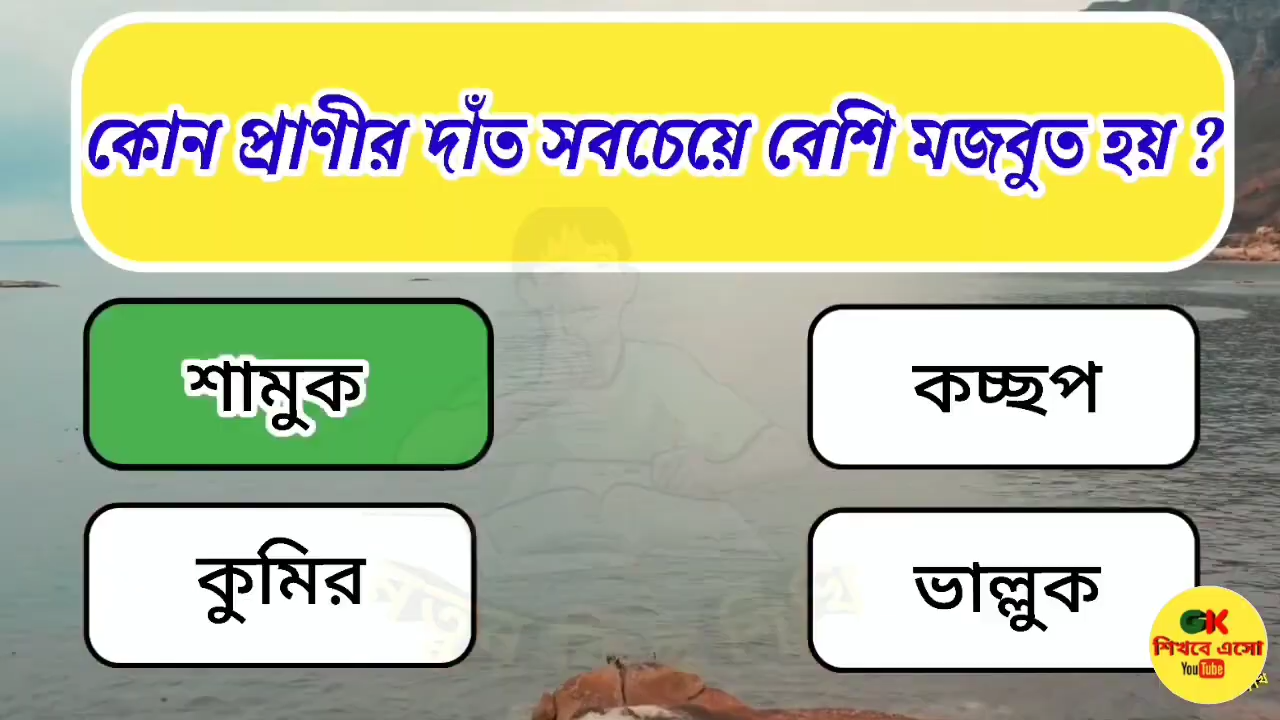 কোন প্রাণীর দাঁত সবচেয়ে বেশি মজবুত হয় ?
শামুক
কচ্ছপ
কুমির
ভাল্লুক
GK
শিখবে এসো
YouTube